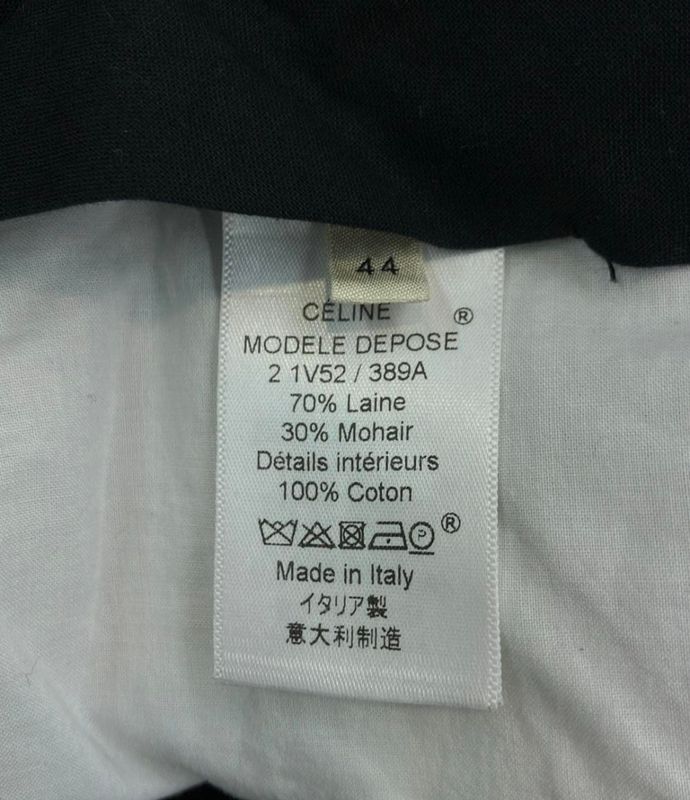 44
CÉLINE ®
MODELE DEPOSE
2 1V52 / 389A
70% Laine
30% Mohair
Détails intérieurs
100% Coton
P ®
Made in Italy
イタリア製
意大利制造